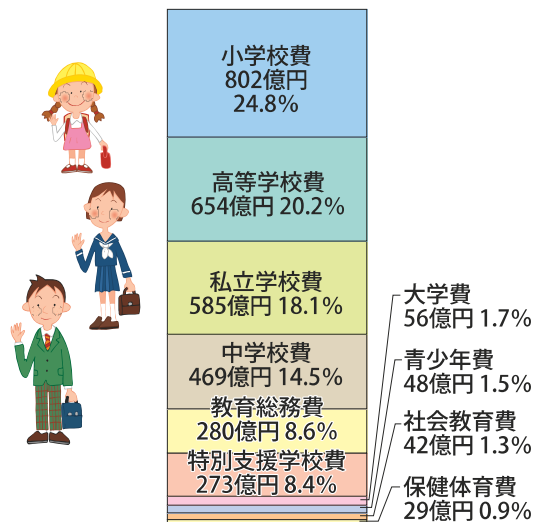 小学校費
802億円
24.8%
高等学校費
654億円 20.2%
私立学校費
585億円 18.1%
中学校費
469億円 14.5%
教育総務費
280億円 8.6%
特別支援学校費
273億円 8.4%
大学費
56億円 1.7%
青少年費
48億円 1.5%
社会教育費
42億円 1.3%
保健体育費
29億円 0.9%